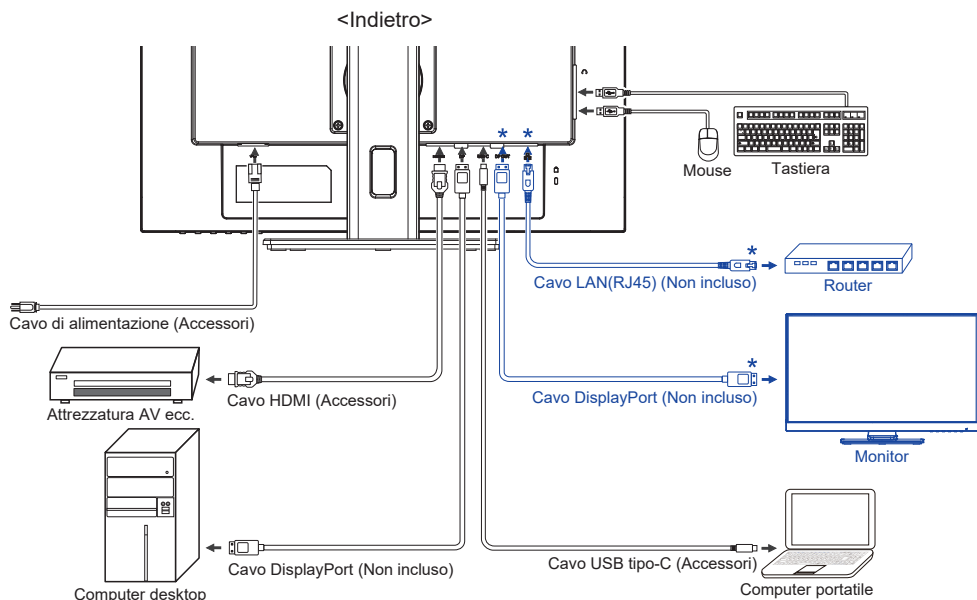 <Indietro>
Mouse
Tastiera
*
*
*
Cavo LAN(RJ45) (Non incluso)
Router
Cavo di alimentazione (Accessori)
*
Attrezzatura AV ecc.
Cavo HDMI (Accessori)
Cavo DisplayPort (Non incluso)
Monitor
Cavo DisplayPort (Non incluso)
Cavo USB tipo-C (Accessori)
Computer desktop
Computer portatile